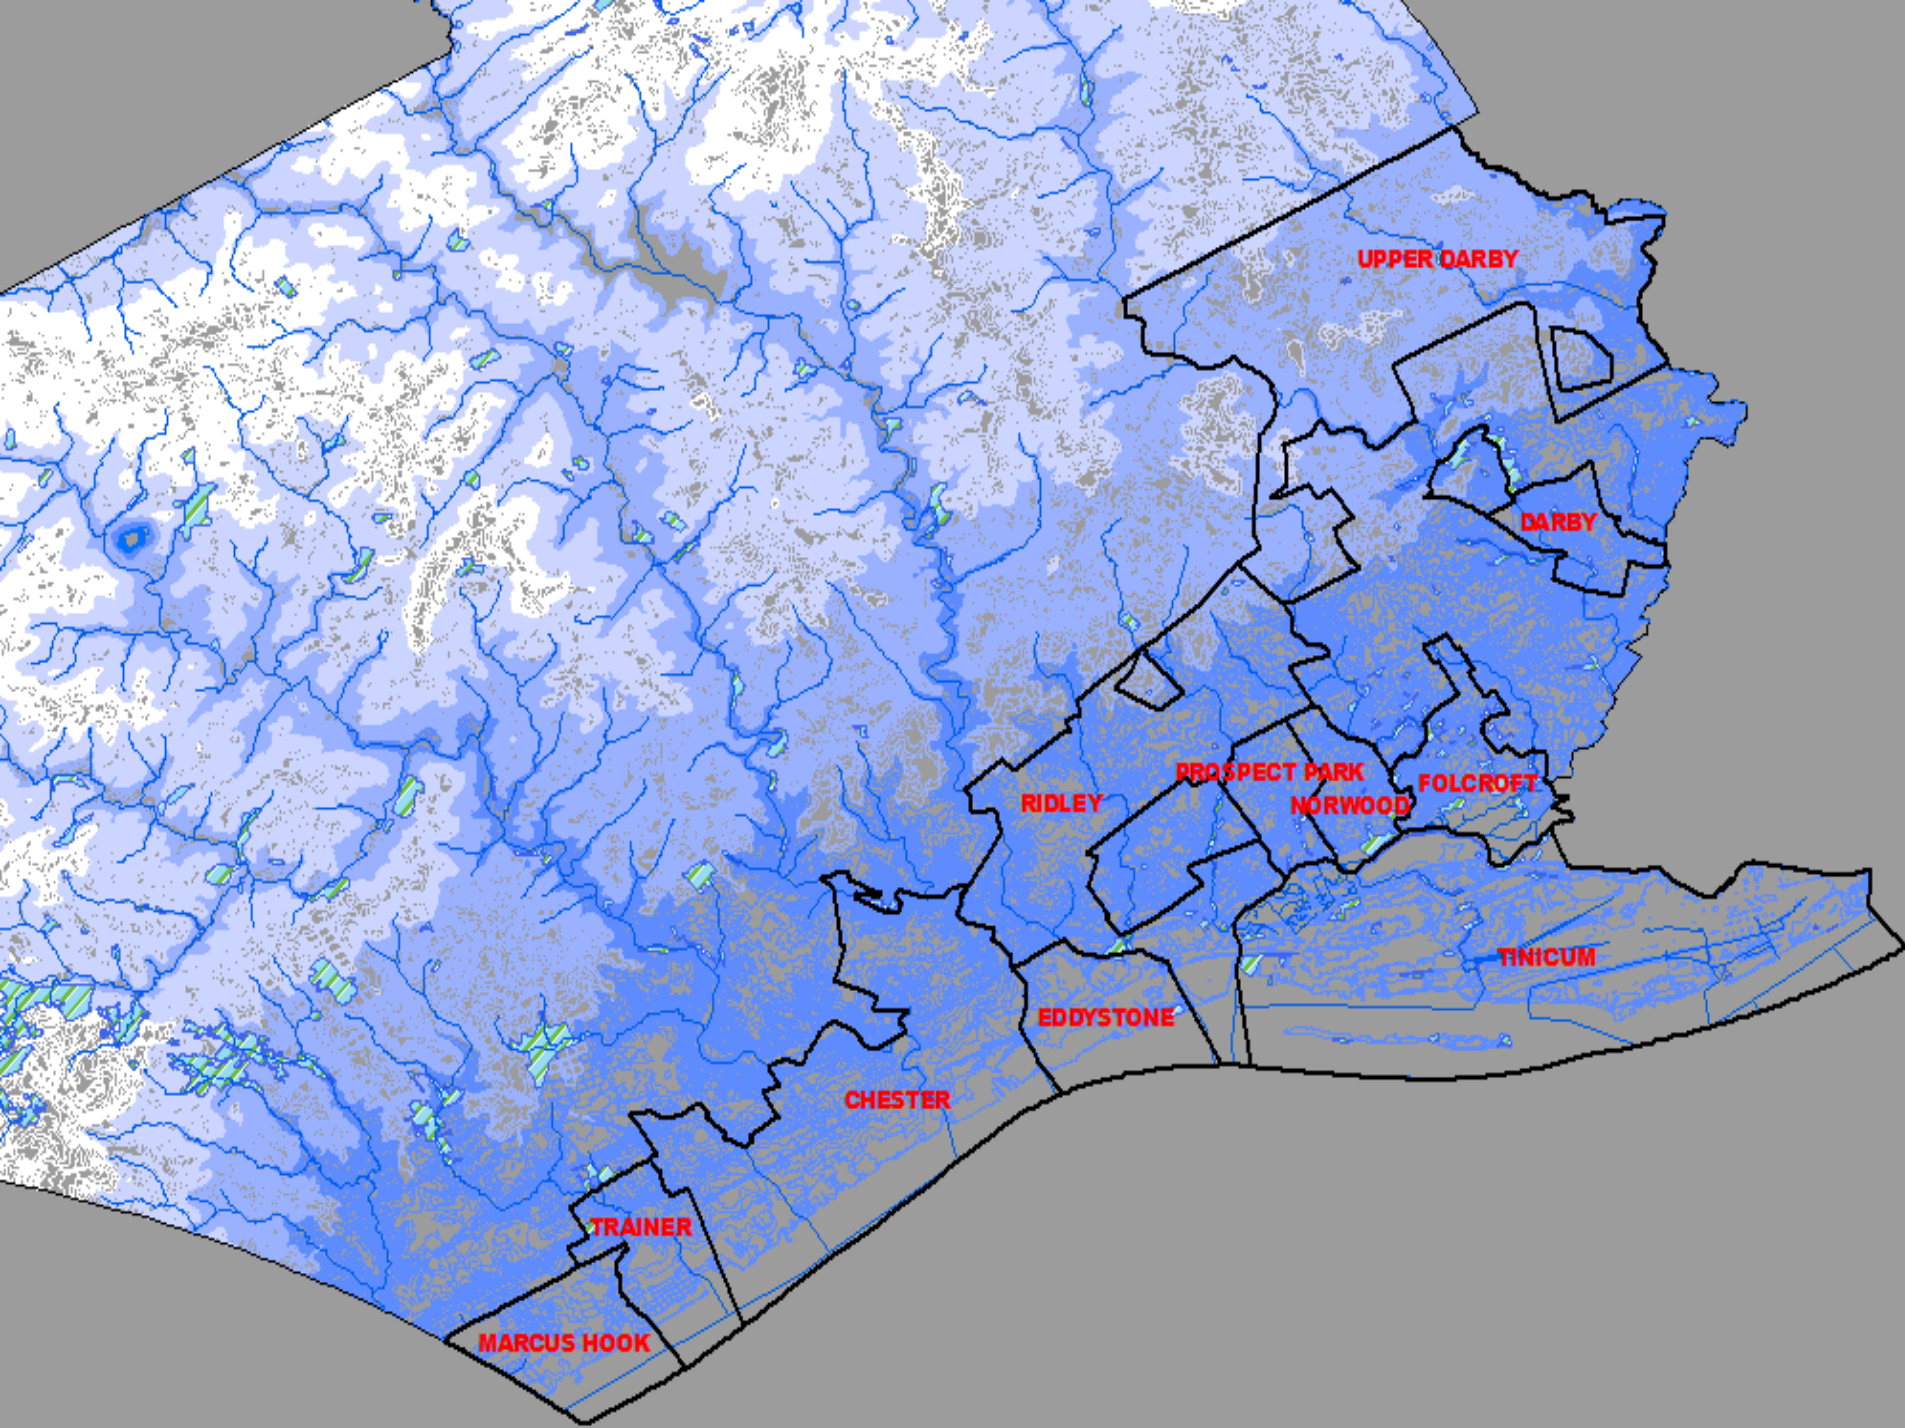 UPPER DARBY
DARBY
PROSPECT PARK
FOLCROFT
RIDLEY
NORWOOD
TINICUM
EDDYSTONE
CHESTER
TRAINER
MARCUS HOOK